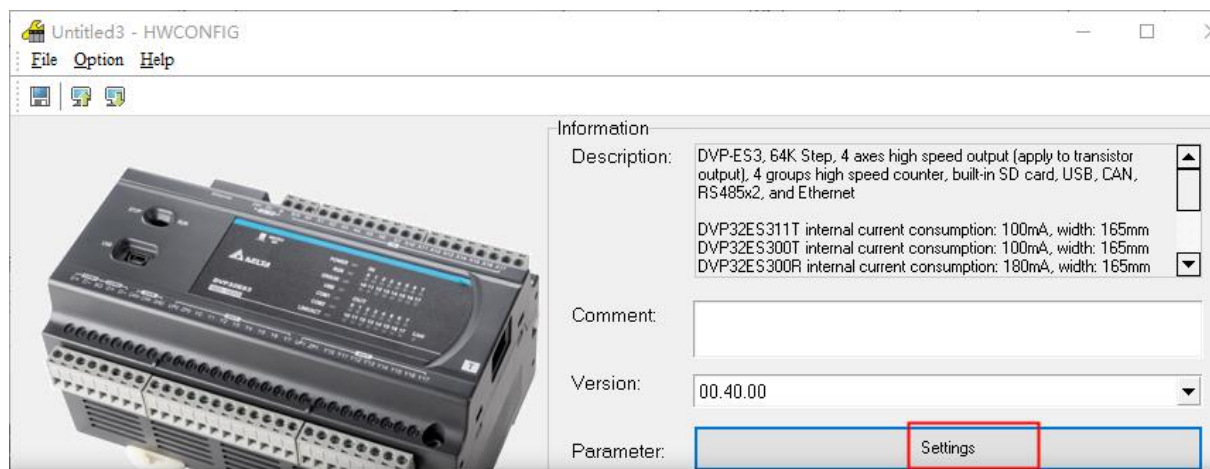 Untitled3 - HWCONFIG
File Option Help
Information
Description:
DVP-ES3, 64K Step, 4 axes high speed output (apply to transistor
output), 4 groups high speed counter, built-in SD card, USB, CAN,
RS485x2, and Ethernet
DVP32ES311T internal current consumption: 100mA, width: 165mm
DVP32ES300T internal current consumption: 100mA, width: 165mm
DVP32ES300R internal current consumption: 180mA, width: 165mm
Comment:
Version:
00.40.00
Parameter:
Settings
DELTA
DVP32ES3